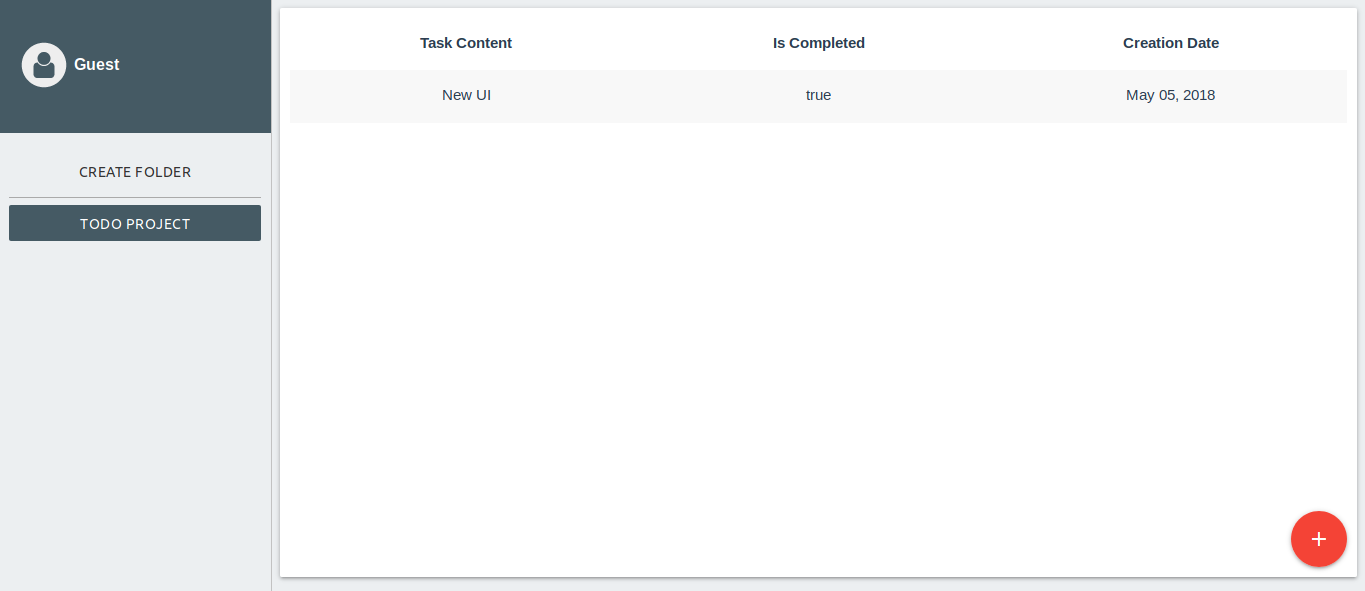 Guest
CREATE FOLDER
TODO PROJECT
Task Content Is Completed Creation Date
New UI true May 05, 2018